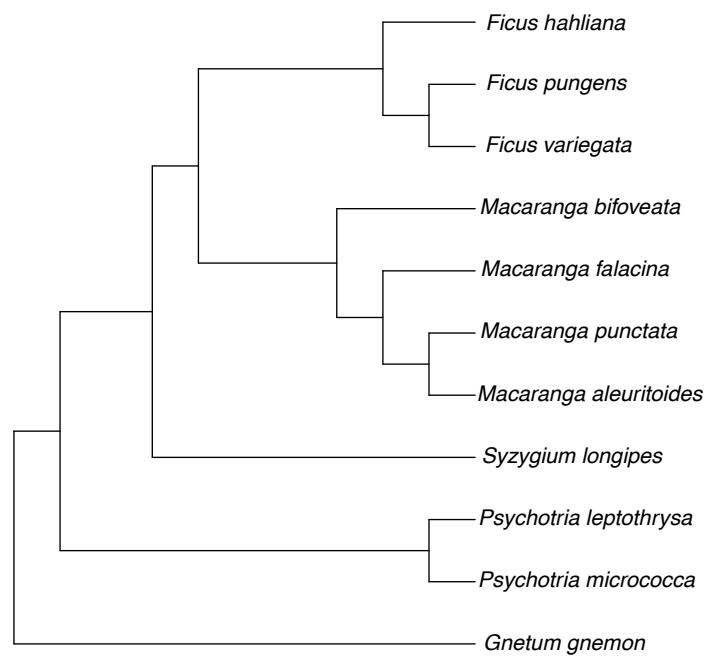 Ficus hahliana
Ficus pungens
Ficus variegata
Macaranga bifoveata
Macaranga falacina
Macaranga punctata
Macaranga aleuritoides
Syzygium longipes
Psychotria leptothrysa
Psychotria micrococca
Gnetum gnemon